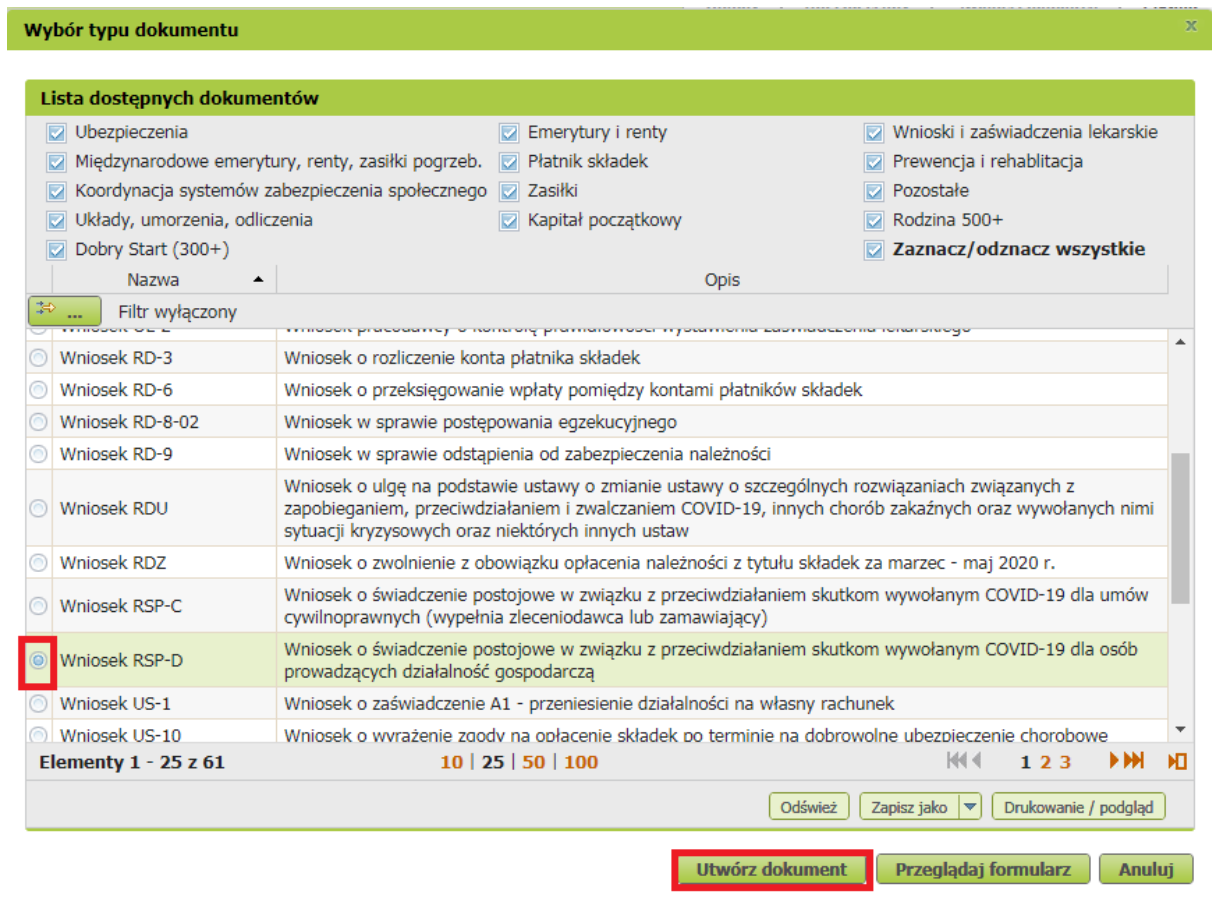 Wybór typu dokumentu
x
Lista dostępnych dokumentów
Ubezpieczenia
Emerytury i renty
Wnioski i zaświadczenia lekarskie
Międzynarodowe emerytury, renty, zasiłki pogrzeb.
Płatnik składek
Prewencja i rehablitacja
Koordynacja systemów zabezpieczenia społecznego
Zasiłki
Pozostałe
Układy, umorzenia, odliczenia
Kapitał początkowy
Rodzina 500+
Dobry Start (300+)
Zaznacz/odznacz wszystkie
Nazwa
Opis
... Filtr wyłączony
Wniosek pracodawcy o kontrolę prawidłowości wystawienia zaświadczenia lekarskiego
Wniosek RD-3
Wniosek o rozliczenie konta płatnika składek
Wniosek RD-6
Wniosek o przeksięgowanie wpłaty pomiędzy kontami płatników składek
Wniosek RD-8-02
Wniosek w sprawie postępowania egzekucyjnego
Wniosek RD-9
Wniosek w sprawie odstąpienia od zabezpieczenia należności
Wniosek RDU
Wniosek o ulgę na podstawie ustawy o zmianie ustawy o szczególnych rozwiązaniach związanych z
zapobieganiem, przeciwdziałaniem i zwalczaniem COVID-19, innych chorób zakaźnych oraz wywołanych nimi
sytuacji kryzysowych oraz niektórych innych ustaw
Wniosek RDZ
Wniosek o zwolnienie z obowiązku opłacenia należności z tytułu składek za marzec - maj 2020 r.
Wniosek RSP-C
Wniosek o świadczenie postojowe w związku z przeciwdziałaniem skutkom wywołanym COVID-19 dla umów
cywilnoprawnych (wypełnia zleceniodawca lub zamawiający)
Wniosek RSP-D
Wniosek o świadczenie postojowe w związku z przeciwdziałaniem skutkom wywołanym COVID-19 dla osób
prowadzących działalność gospodarczą
Wniosek US-1
Wniosek o zaświadczenie A1 - przeniesienie działalności na własny rachunek
Wniosek US-10
Wniosek o wyrażenie zgody na opłacenie składek po terminie na dobrowolne ubezpieczenie chorobowe
Elementy 1 - 25 z 61
10 | 25 | 50 | 100
1 2 3
Odśwież
Zapisz jako
Drukowanie / podgląd
Utwórz dokument
Przeglądaj formularz
Anuluj